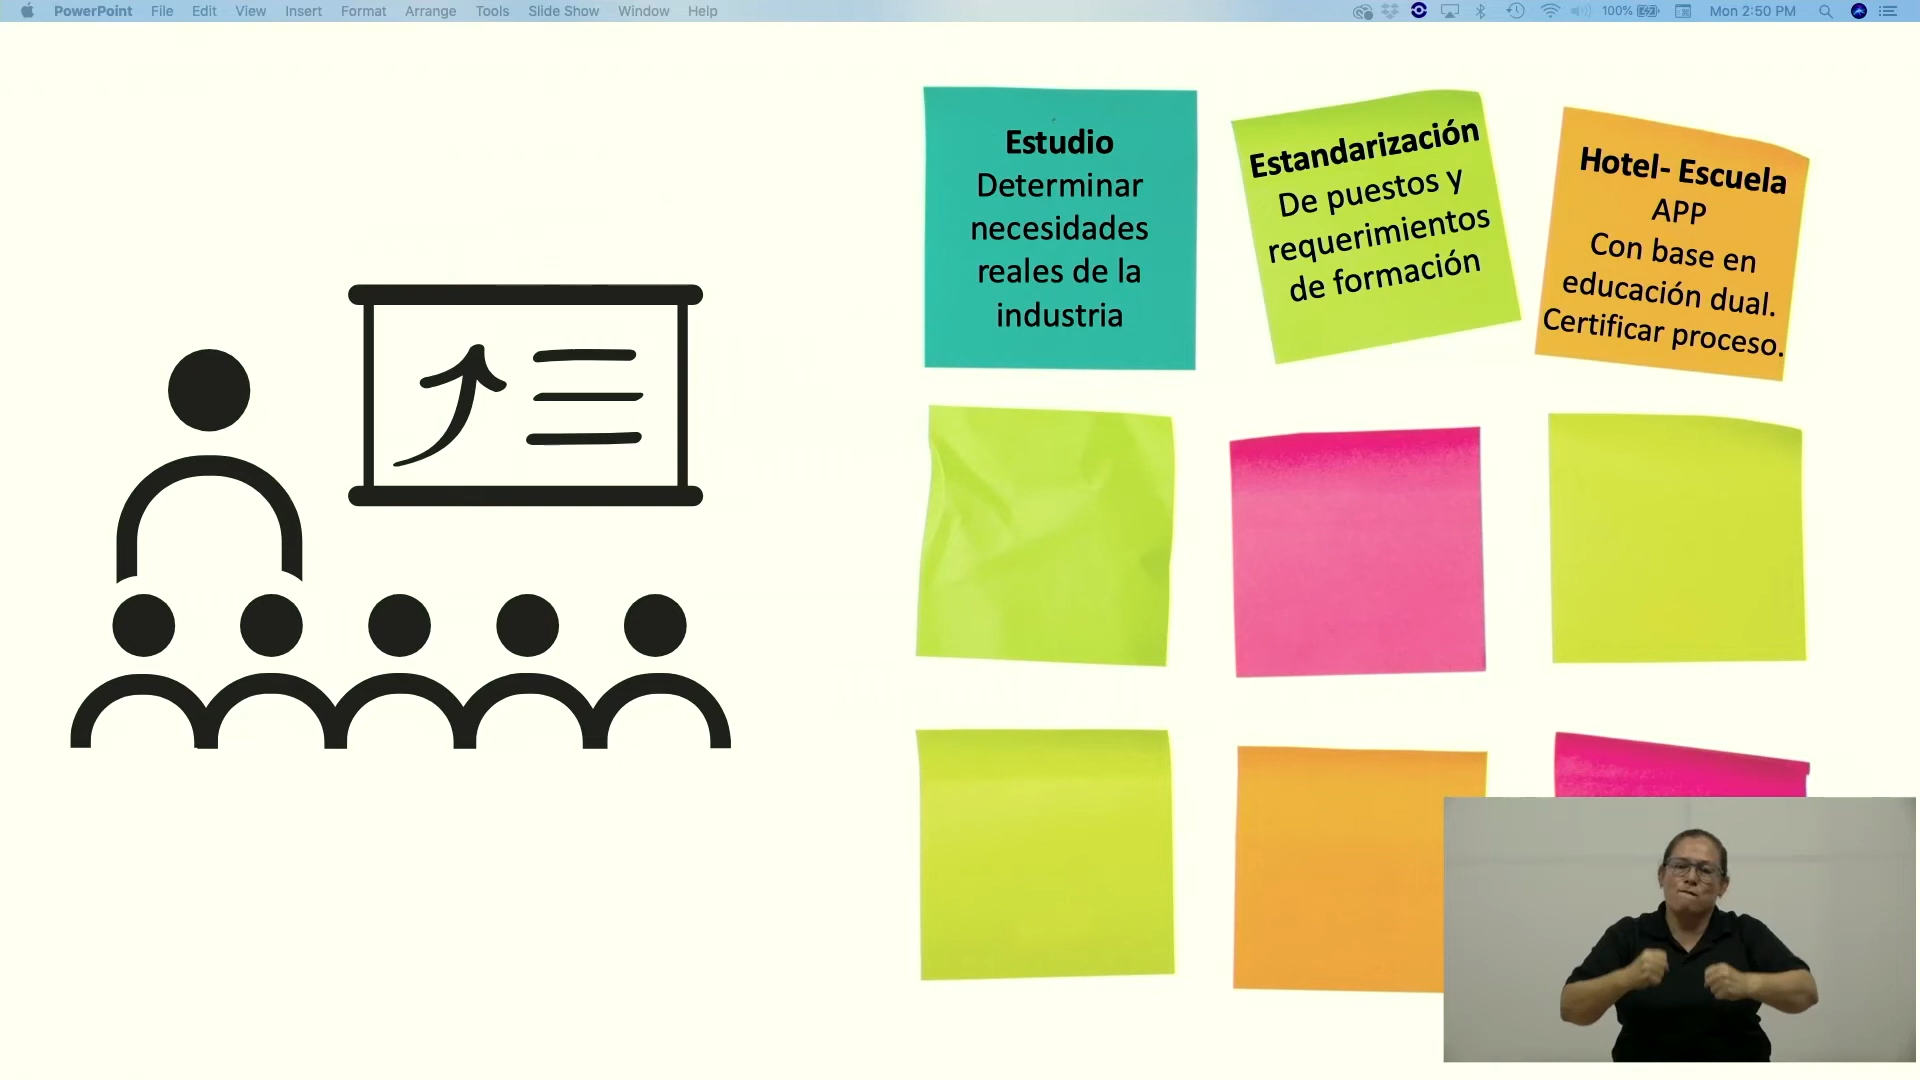 PowerPoint File Edit View Insert Format Arrange Tools Slide Show Window Help 100% Mon 2:50 PM
Estudio
Determinar
necesidades
reales de la
industria
Estandarización
De puestos y
requerimientos
de formación
Hotel- Escuela
APP
Con base en
educación dual.
Certificar proceso.